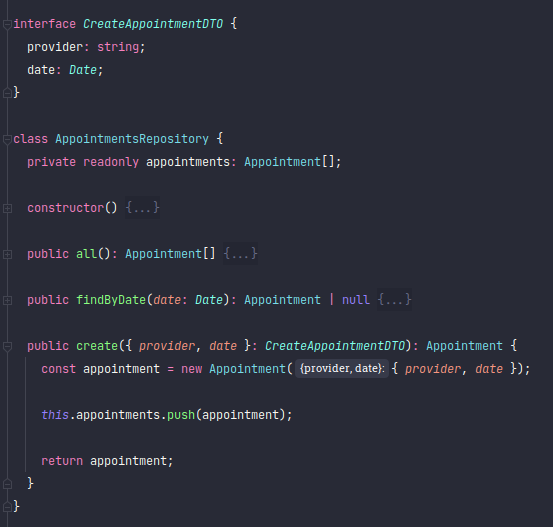 interface CreateAppointmentDTO {
provider: string;
date: Date;
}
class AppointmentsRepository {
private readonly appointments: Appointment[];
constructor() {...}
public all(): Appointment[] {...}
public findByDate(date: Date): Appointment | null {...}
public create({ provider, date }: CreateAppointmentDTO): Appointment {
const appointment = new Appointment( {provider, date}: { provider, date });
this.appointments.push(appointment);
return appointment;
}
}